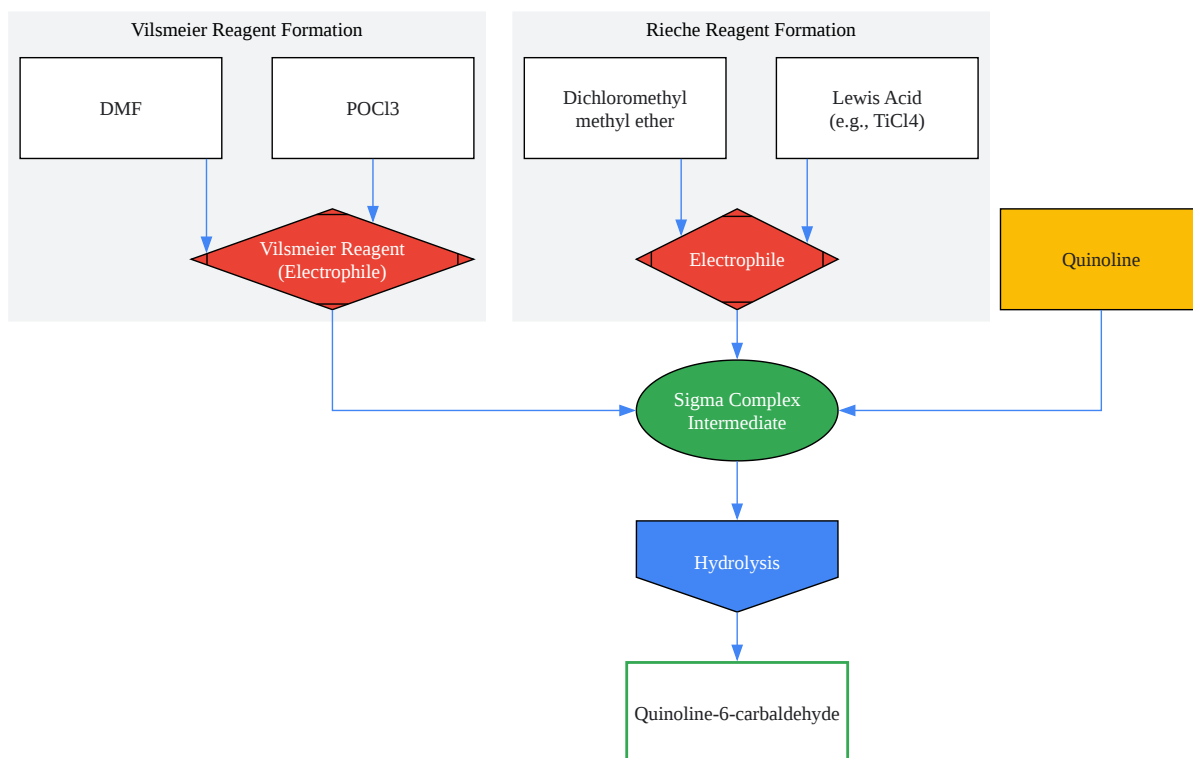 Vilsmeier Reagent Formation
Rieche Reagent Formation
DMF
POCl3
Dichloromethyl
methyl ether
Lewis Acid
(e.g., TiCl4)
Vilsmeier Reagent
(Electrophile)
Electrophile
Quinoline
Sigma Complex
Intermediate
Hydrolysis
Quinoline-6-carbaldehyde